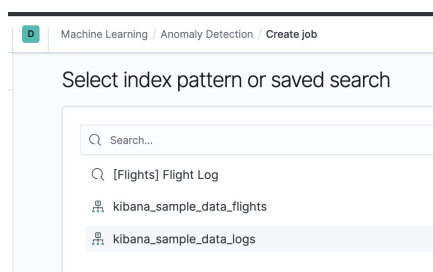 D Machine Learning / Anomaly Detection / Create job
Select index pattern or saved search
Search...
[Flights] Flight Log
kibana_sample_data_flights
kibana_sample_data_logs